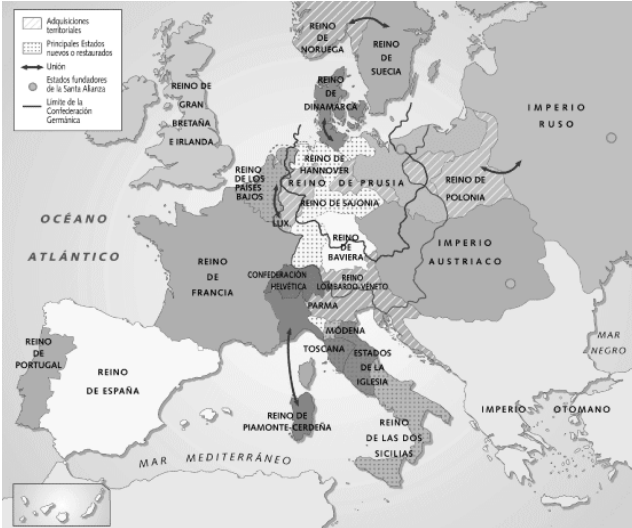 Adquisiciones
territoriales
Principales Estados
nuevos o restaurados
Unión
Estados fundadores
de la Santa Alianza
Límite de la
Confederación
Germánica
REINO
DE
NORUEGA
REINO
DE
SUECIA
REINO DE
GRAN
BRETAÑA
E IRLANDA
REINO
DE
DINAMARCA
IMPERIO
RUSO
REINO
DE LOS
PAÍSES
BAJOS
REINO DE
HANNOVER
REINO DE PRUSIA
REINO DE
POLONIA
REINO DE SAJONIA
LUX.
OCÉANO
ATLÁNTICO
REINO
DE
BAVIERA
IMPERIO
AUSTRIACO
REINO
DE
FRANCIA
CONFEDERACIÓN
HELVÉTICA
REINO
LOMBARDO-VÉNETO
PARMA
MÓDENA
TOSCANA
ESTADOS
DE LA
IGLESIA
MAR
NEGRO
REINO
DE
PORTUGAL
REINO
DE ESPAÑA
REINO DE
PIAMONTE-CERDEÑA
REINO
DE LAS DOS
SICILIAS
IMPERIO OTOMANO
MAR MEDITERRÁNEO